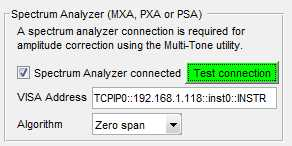 Spectrum Analyzer (MXA, PXA or PSA)
A spectrum analyzer connection is required for
amplitude correction using the Multi-Tone utility.
Spectrum Analyzer connected Test connection
VISA Address TCPIP0::192.168.1.118::inst0::INSTR
Algorithm Zero span